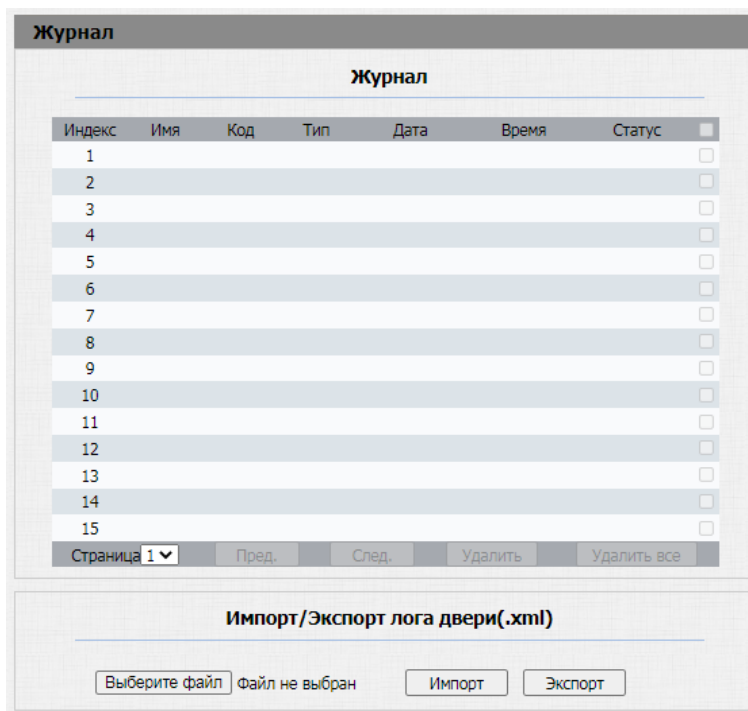 Журнал
Журнал
Индекс Имя Код Тип Дата Время Статус
1
2
3
4
5
6
7
8
9
10
11
12
13
14
15
Страница 1 Пред. След. Удалить Удалить все
Импорт/Экспорт лога двери(.xml)
Выберите файл Файл не выбран Импорт Экспорт